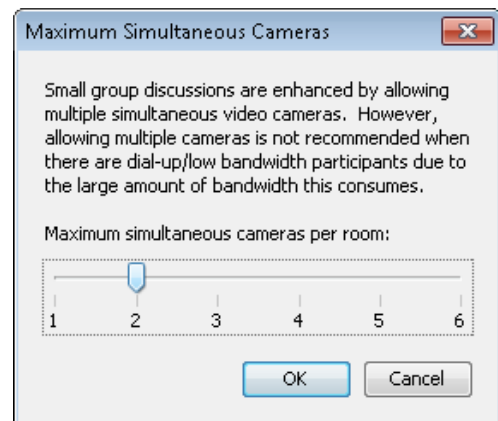 Maximum Simultaneous Cameras
Small group discussions are enhanced by allowing
multiple simultaneous video cameras. However,
allowing multiple cameras is not recommended when
there are dial-up/low bandwidth participants due to
the large amount of bandwidth this consumes.
Maximum simultaneous cameras per room:
1 2 3 4 5 6
OK Cancel